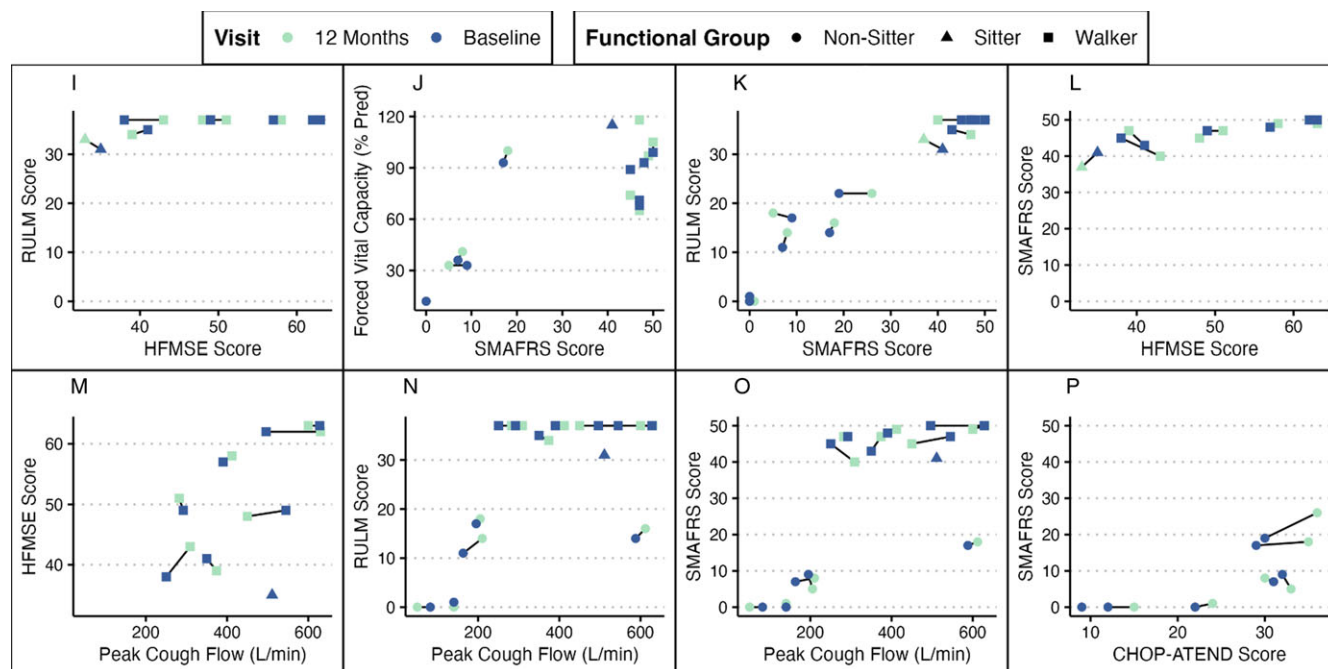 Visit 12 Months Baseline
Functional Group Non-Sitter Sitter Walker
I
RULM Score
30
20
10
0
40 50 60
HFMSE Score
J
Forced Vital Capacity (% Pred)
120
90
60
30
0 10 20 30 40 50
SMAFRS Score
K
RULM Score
30
20
10
0
0 10 20 30 40 50
SMAFRS Score
L
SMAFRS Score
50
40
30
20
10
0
40 50 60
HFMSE Score
M
HFMSE Score
60
50
40
200 400 600
Peak Cough Flow (L/min)
N
RULM Score
30
20
10
0
200 400 600
Peak Cough Flow (L/min)
O
SMAFRS Score
50
40
30
20
10
0
200 400 600
Peak Cough Flow (L/min)
P
SMAFRS Score
50
40
30
20
10
0
10 20 30
CHOP-ATEND Score